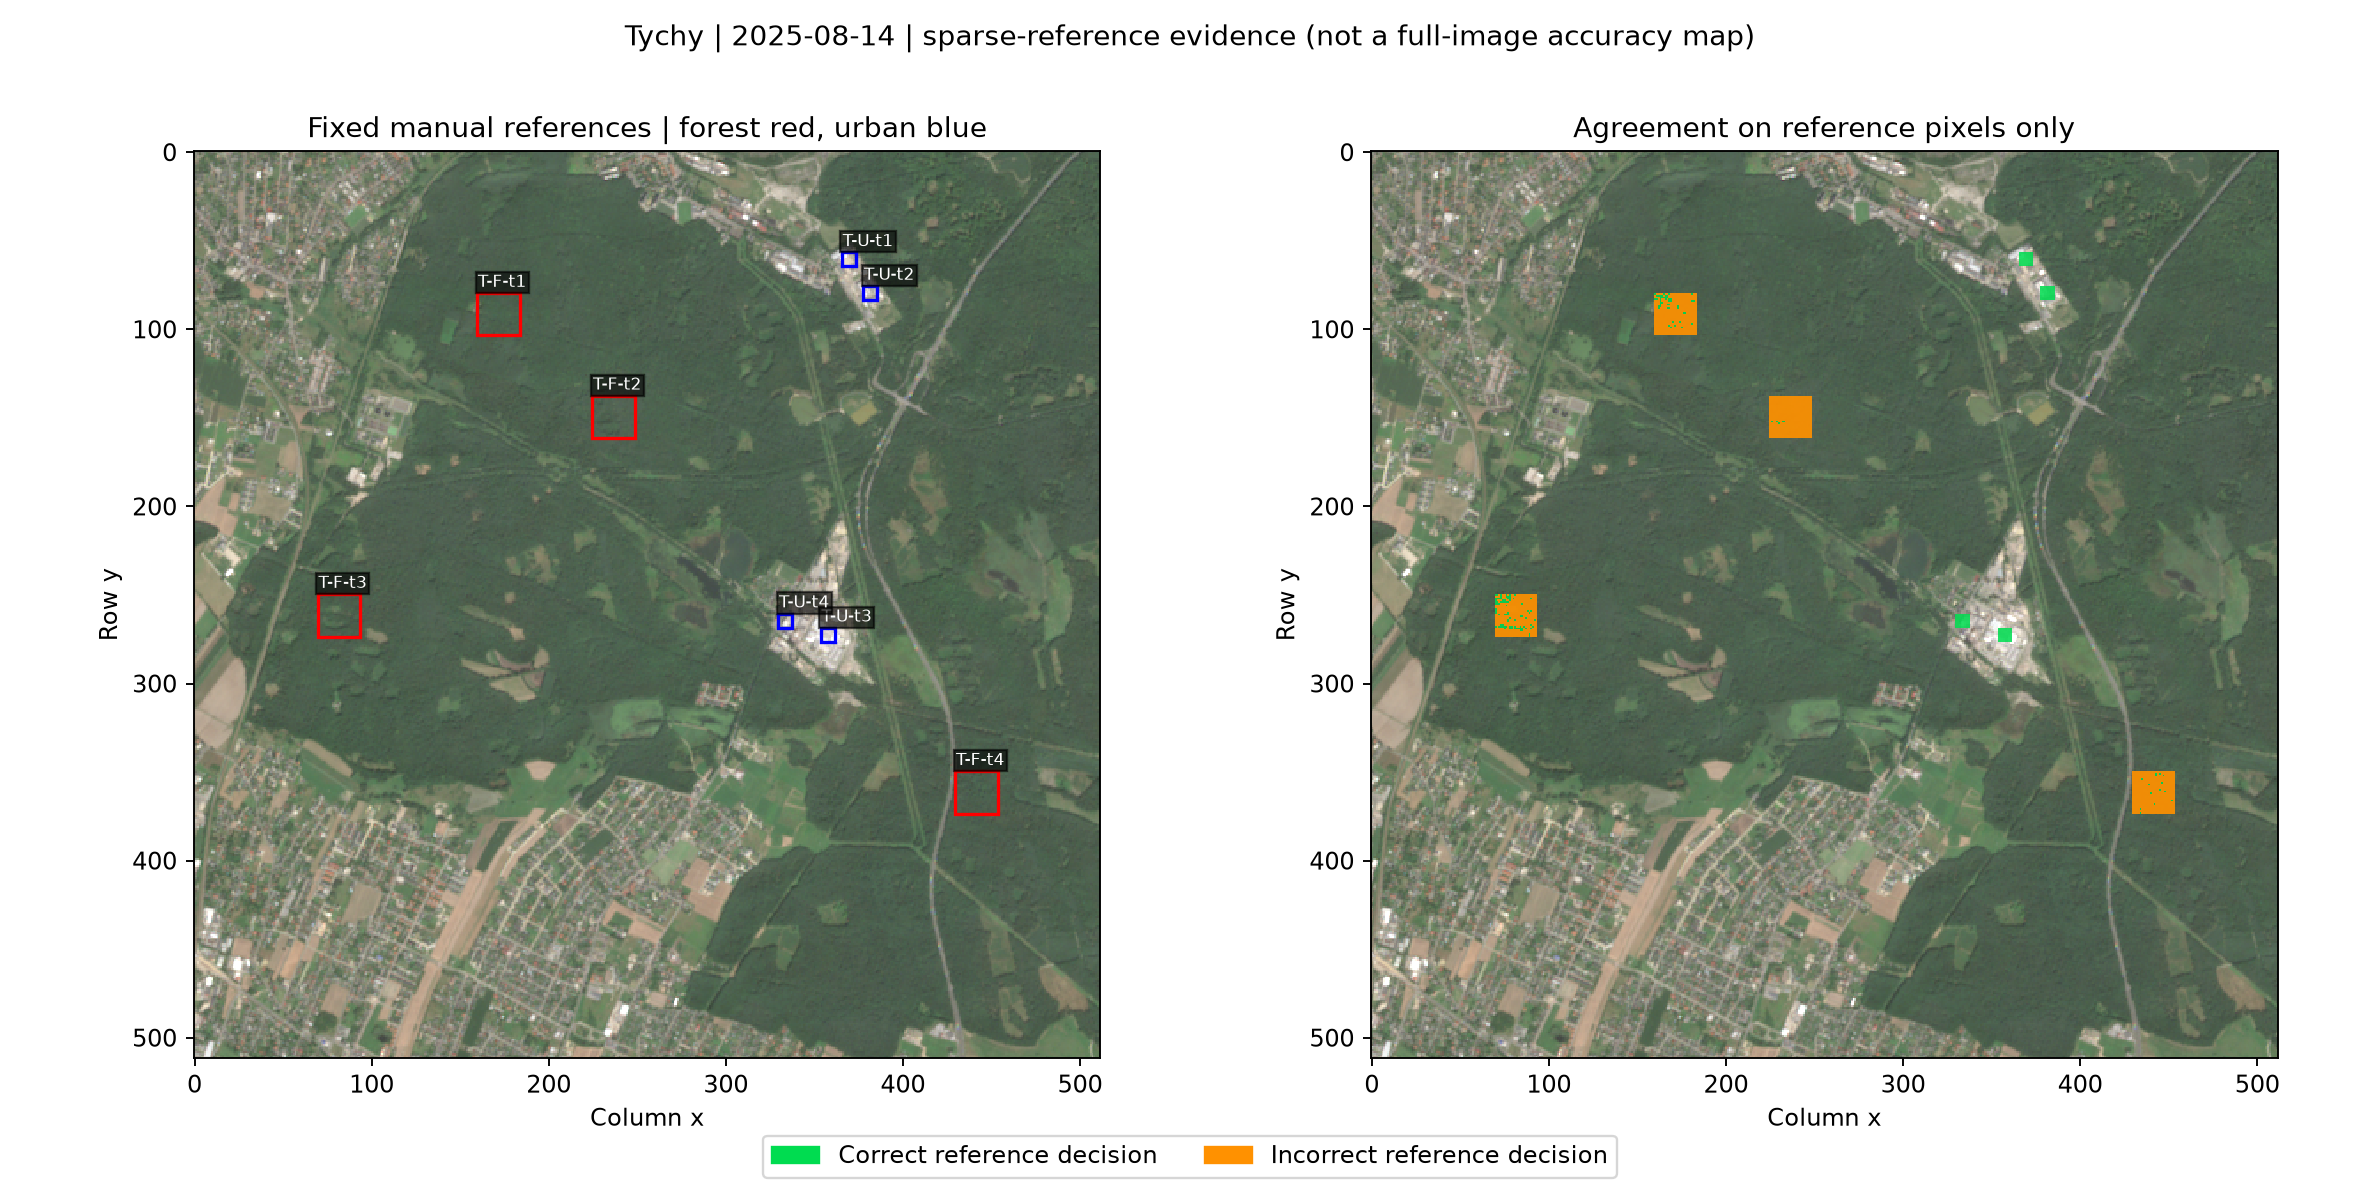 Tychy | 2025-08-14 | sparse-reference evidence (not a full-image accuracy map)
Fixed manual references | forest red, urban blue
Agreement on reference pixels only
0
100
200
300
400
500
Row y
T-U-t1
T-U-t2
T-F-t1
T-F-t2
T-F-t3
T-U-t4
T-U-t3
T-F-t4
0 100 200 300 400 500
Column x
0
100
200
300
400
500
Row y
0 100 200 300 400 500
Column x
Correct reference decision
Incorrect reference decision